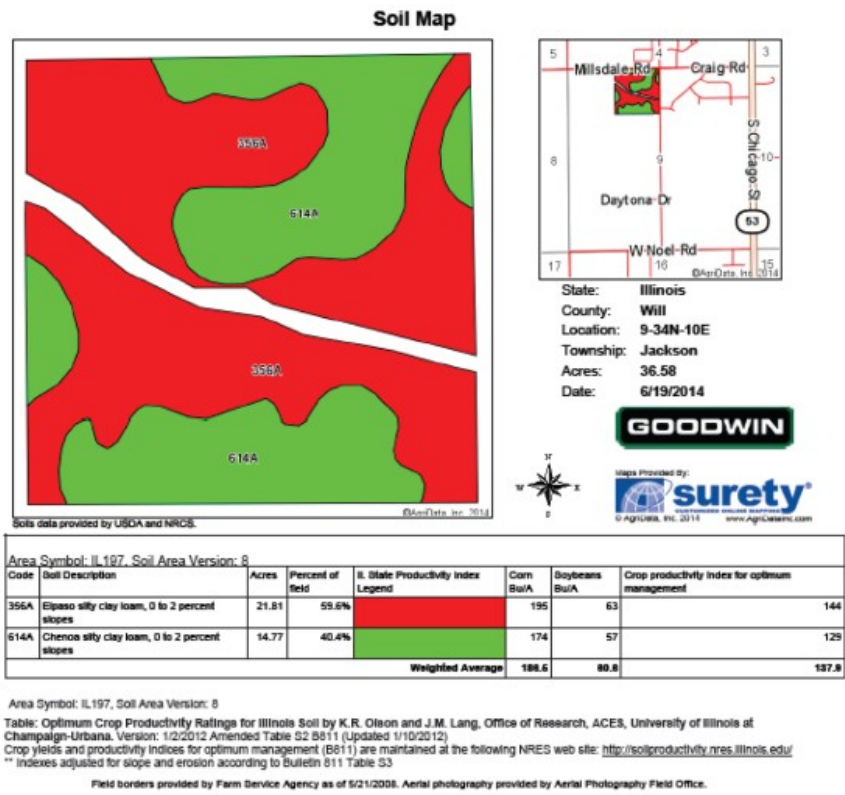 Soil Map
356A
614A
356A
614A
©AgriData, Inc. 2014
Soils data provided by USDA and NRCS.
5
4
3
Millsdale Rd
Craig Rd
S Chicago St
8
9
10
Daytona Dr
53
W Noel Rd
17
16
15
©AgriData, Inc. 2014
State: Illinois
County: Will
Location: 9-34N-10E
Township: Jackson
Acres: 36.58
Date: 6/19/2014
GOODWIN
N
W E
S
Maps Provided By:
surety®
CUSTOMIZED ONLINE MAPPING
© AgriData, Inc. 2014 www.AgriDataInc.com
Area Symbol: IL197, Soil Area Version: 8
Code Soil Description Acres Percent of field Il. State Productivity Index Legend Corn Bu/A Soybeans Bu/A Crop productivity index for optimum management
356A Elpaso silty clay loam, 0 to 2 percent slopes 21.81 59.6% 195 63 144
614A Chenoa silty clay loam, 0 to 2 percent slopes 14.77 40.4% 174 57 129
Weighted Average 186.5 60.6 137.9
Area Symbol: IL197, Soil Area Version: 8
Table: Optimum Crop Productivity Ratings for Illinois Soil by K.R. Olson and J.M. Lang, Office of Research, ACES, University of Illinois at
Champaign-Urbana. Version: 1/2/2012 Amended Table S2 B811 (Updated 1/10/2012)
Crop yields and productivity indices for optimum management (B811) are maintained at the following NRES web site: http://soilproductivity.nres.illinois.edu/
** Indexes adjusted for slope and erosion according to Bulletin 811 Table S3
Field borders provided by Farm Service Agency as of 5/21/2008. Aerial photography provided by Aerial Photography Field Office.